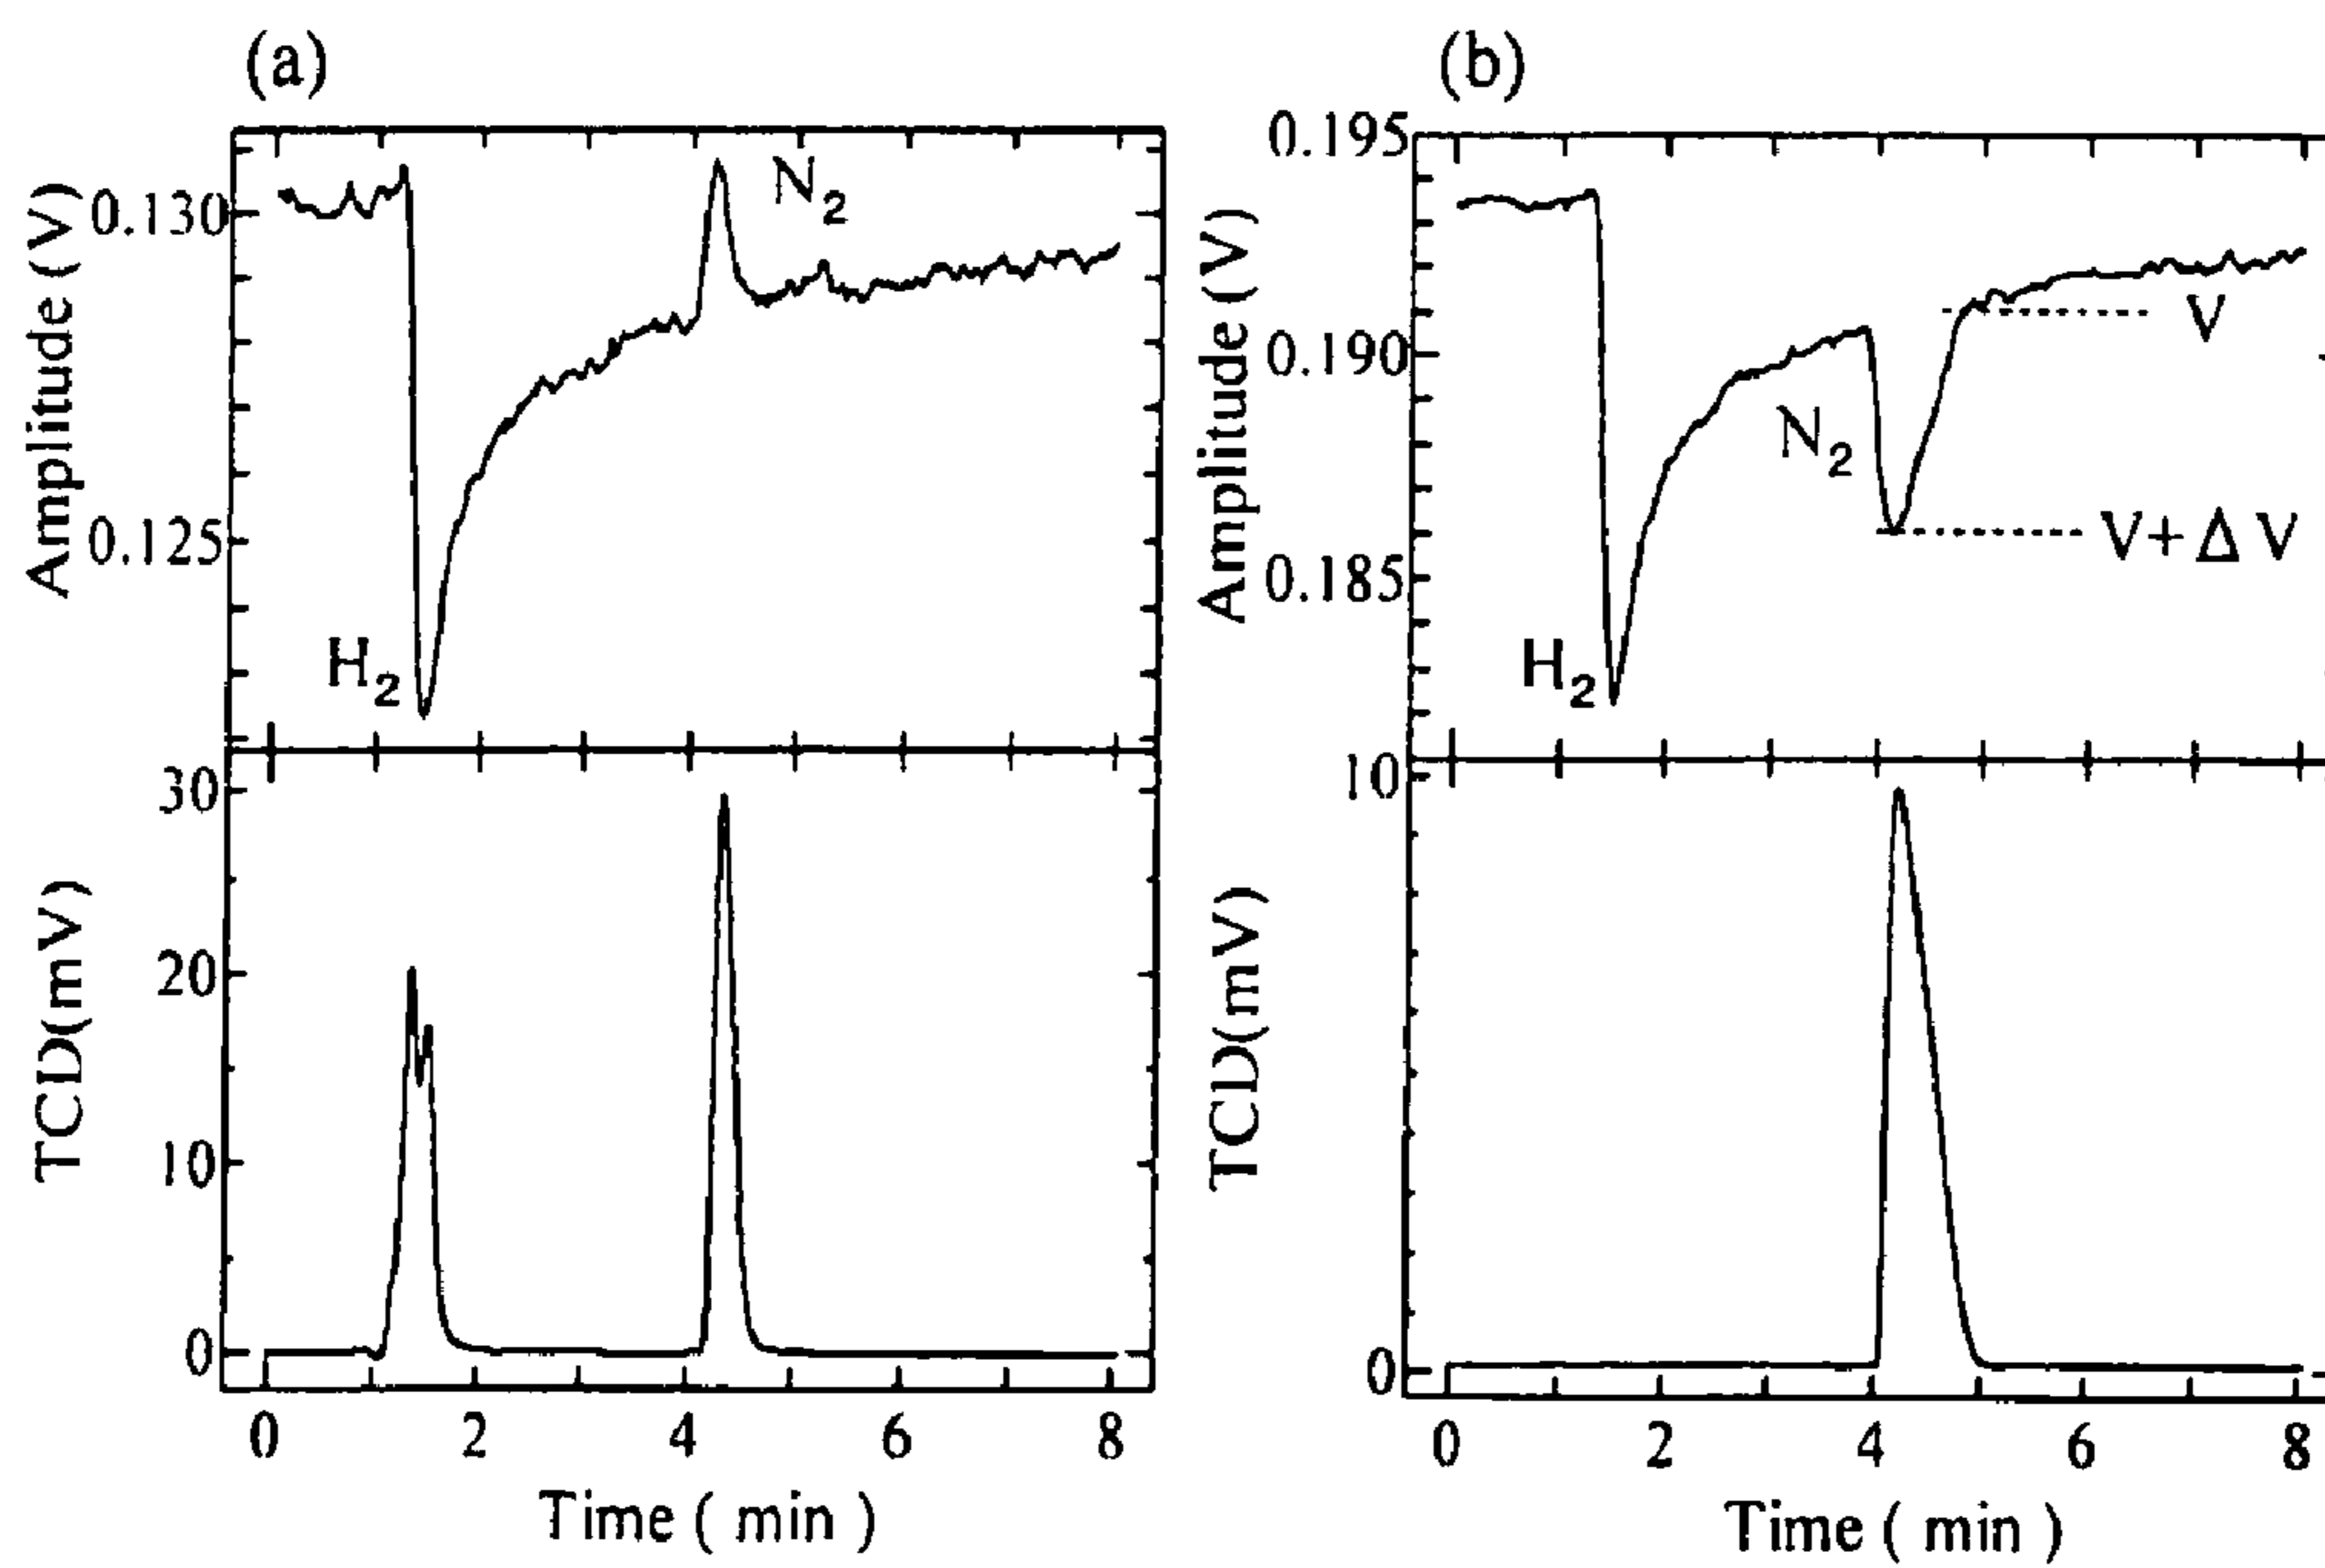 (a)
Amplitude (V)
0.130
0.125
H2
N2
TCD(mV)
30
20
10
0
0 2 4 6 8
Time ( min )
(b)
Amplitude (V)
0.195
0.190
0.185
H2
N2
V
V+ Δ V
TCD(mV)
10
0
0 2 4 6 8
Time ( min )